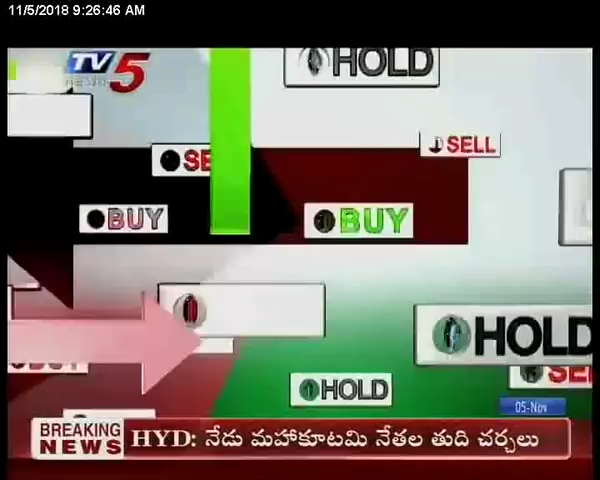 11/5/2018 9:26:46 AM
TV5
NEWS
HOLD
SELL
SE
BUY
BUY
HOLD
HOLD
05-Nov
BREAKING
NEWS
HYD: నేడు మహాకూటమి నేతల తుది చర్చలు